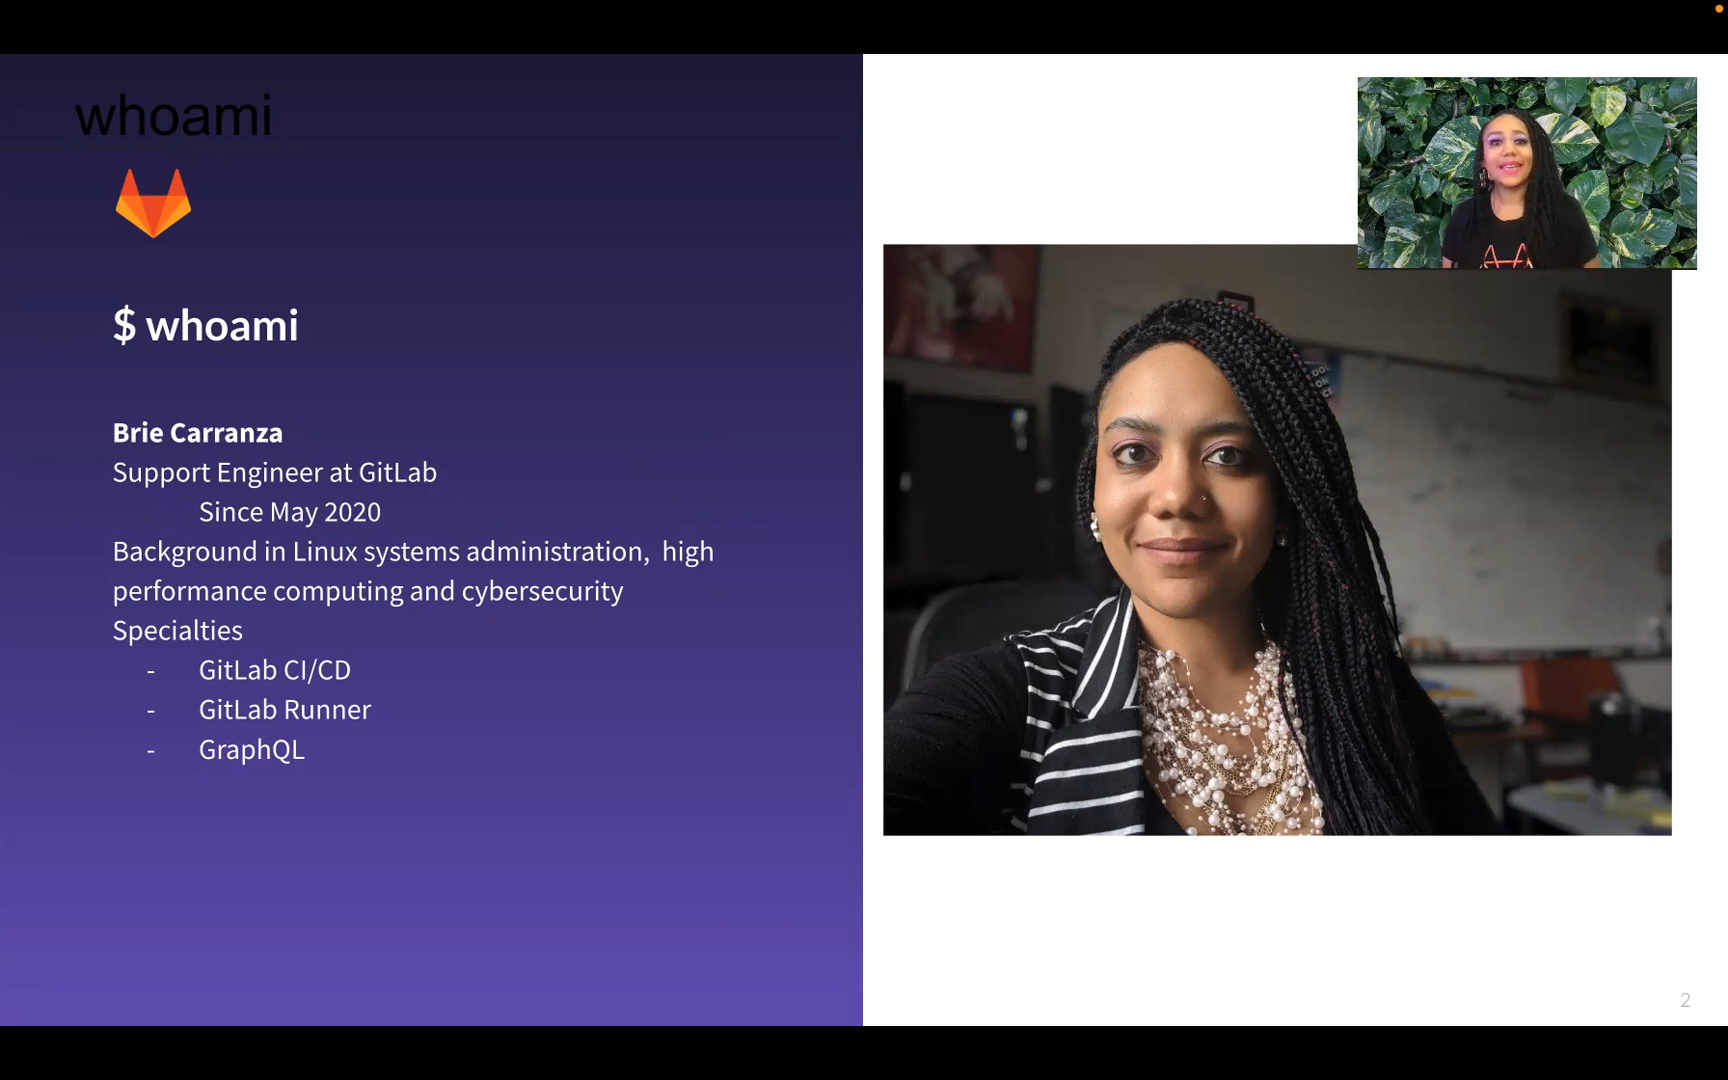 whoami
$ whoami
Brie Carranza
Support Engineer at GitLab
Since May 2020
Background in Linux systems administration,  high
performance computing and cybersecurity
Specialties
- GitLab CI/CD
- GitLab Runner
- GraphQL
2